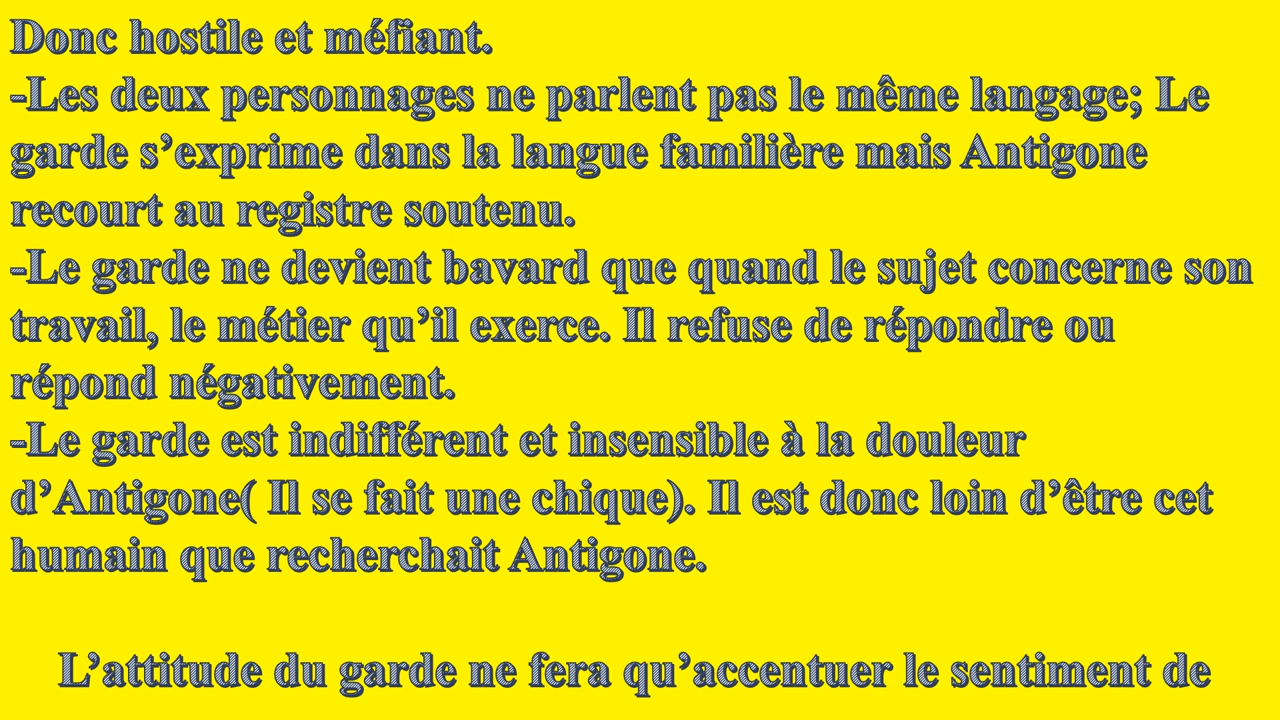 Donc hostile et méfiant.
-Les deux personnages ne parlent pas le même langage; Le
garde s’exprime dans la langue familière mais Antigone
recourt au registre soutenu.
-Le garde ne devient bavard que quand le sujet concerne son
travail, le métier qu’il exerce. Il refuse de répondre ou
répond négativement.
-Le garde est indifférent et insensible à la douleur
d’Antigone( Il se fait une chique). Il est donc loin d’être cet
humain que recherchait Antigone.
L’attitude du garde ne fera qu’accentuer le sentiment de